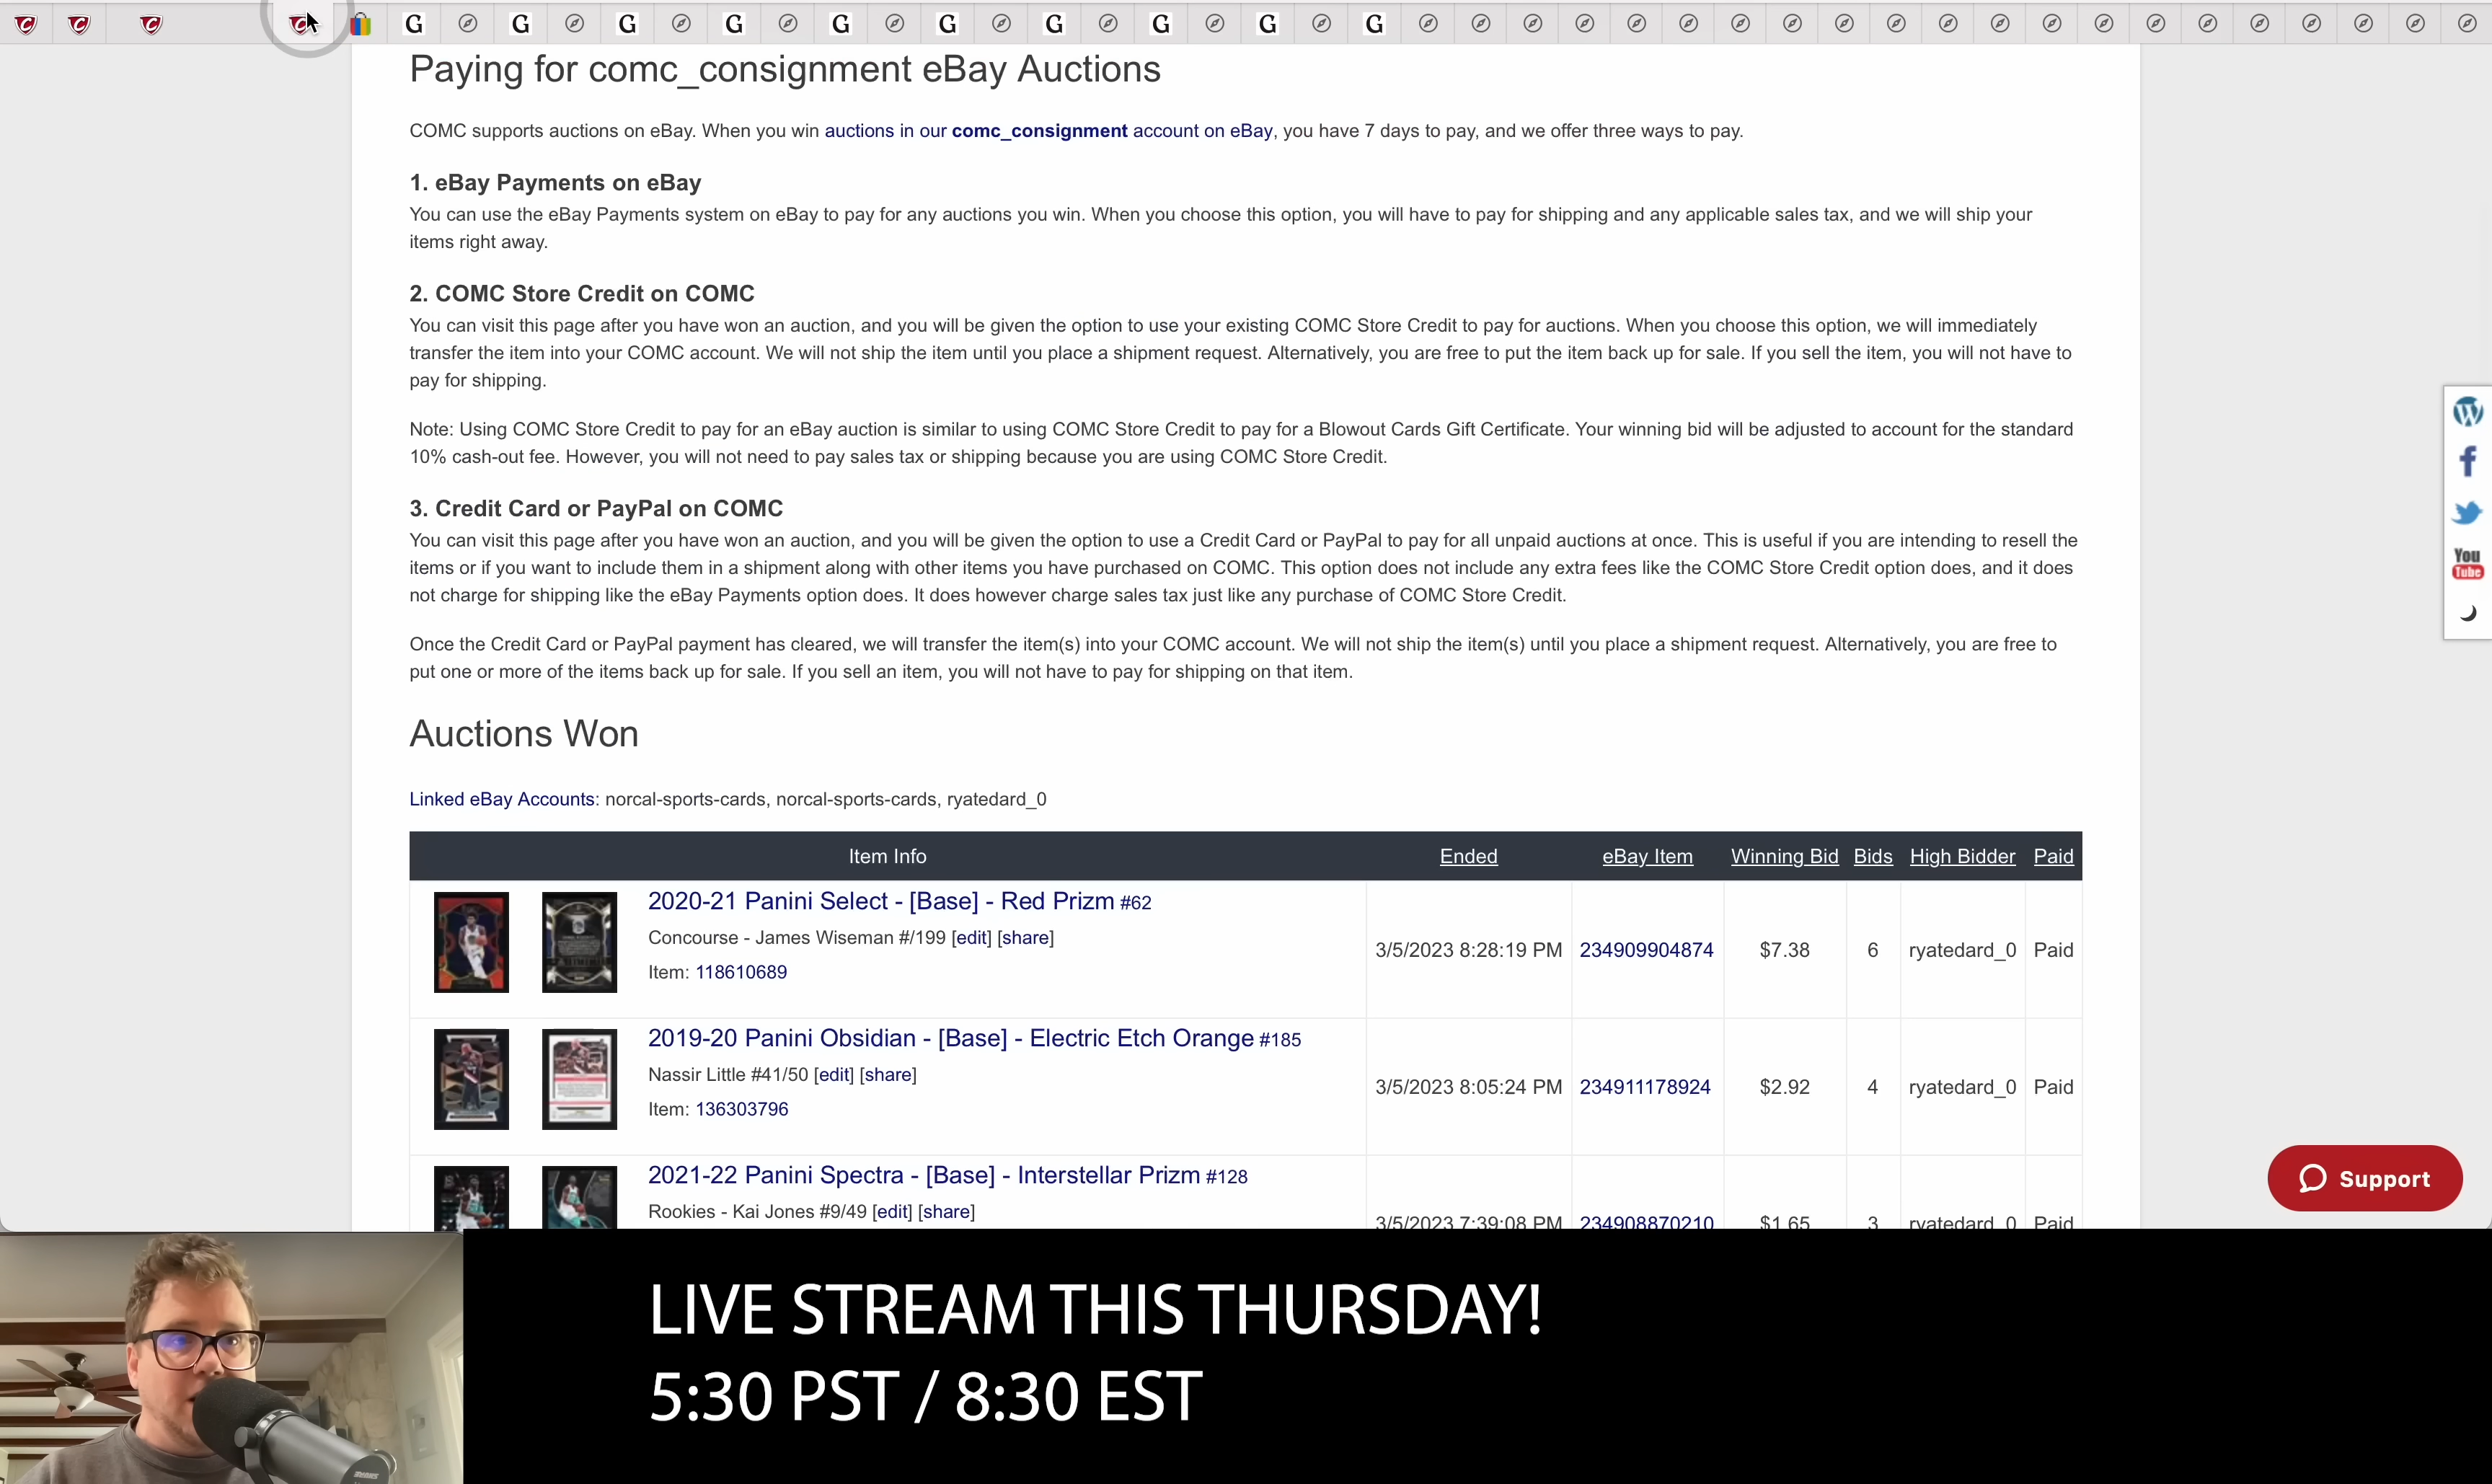 G G G G G G G G G G
Paying for comc_consignment eBay Auctions
COMC supports auctions on eBay. When you win auctions in our comc_consignment account on eBay, you have 7 days to pay, and we offer three ways to pay.
1. eBay Payments on eBay
You can use the eBay Payments system on eBay to pay for any auctions you win. When you choose this option, you will have to pay for shipping and any applicable sales tax, and we will ship your
items right away.
2. COMC Store Credit on COMC
You can visit this page after you have won an auction, and you will be given the option to use your existing COMC Store Credit to pay for auctions. When you choose this option, we will immediately
transfer the item into your COMC account. We will not ship the item until you place a shipment request. Alternatively, you are free to put the item back up for sale. If you sell the item, you will not have to
pay for shipping.
Note: Using COMC Store Credit to pay for an eBay auction is similar to using COMC Store Credit to pay for a Blowout Cards Gift Certificate. Your winning bid will be adjusted to account for the standard
10% cash-out fee. However, you will not need to pay sales tax or shipping because you are using COMC Store Credit.
3. Credit Card or PayPal on COMC
You can visit this page after you have won an auction, and you will be given the option to use a Credit Card or PayPal to pay for all unpaid auctions at once. This is useful if you are intending to resell the
items or if you want to include them in a shipment along with other items you have purchased on COMC. This option does not include any extra fees like the COMC Store Credit option does, and it does
not charge for shipping like the eBay Payments option does. It does however charge sales tax just like any purchase of COMC Store Credit.
Once the Credit Card or PayPal payment has cleared, we will transfer the item(s) into your COMC account. We will not ship the item(s) until you place a shipment request. Alternatively, you are free to
put one or more of the items back up for sale. If you sell an item, you will not have to pay for shipping on that item.
Auctions Won
Linked eBay Accounts: norcal-sports-cards, norcal-sports-cards, ryatedard_0
Item Info Ended eBay Item Winning Bid Bids High Bidder Paid
2020-21 Panini Select - [Base] - Red Prizm #62
Concourse - James Wiseman #/199 [edit] [share]
Item: 118610689
3/5/2023 8:28:19 PM 234909904874 $7.38 6 ryatedard_0 Paid
2019-20 Panini Obsidian - [Base] - Electric Etch Orange #185
Nassir Little #41/50 [edit] [share]
Item: 136303796
3/5/2023 8:05:24 PM 234911178924 $2.92 4 ryatedard_0 Paid
2021-22 Panini Spectra - [Base] - Interstellar Prizm #128
Rookies - Kai Jones #9/49 [edit] [share]
3/5/2023 7:39:08 PM 234908870210 $1.65 3 ryatedard_0 Paid
You
Tube
Support
LIVE STREAM THIS THURSDAY!
5:30 PST / 8:30 EST